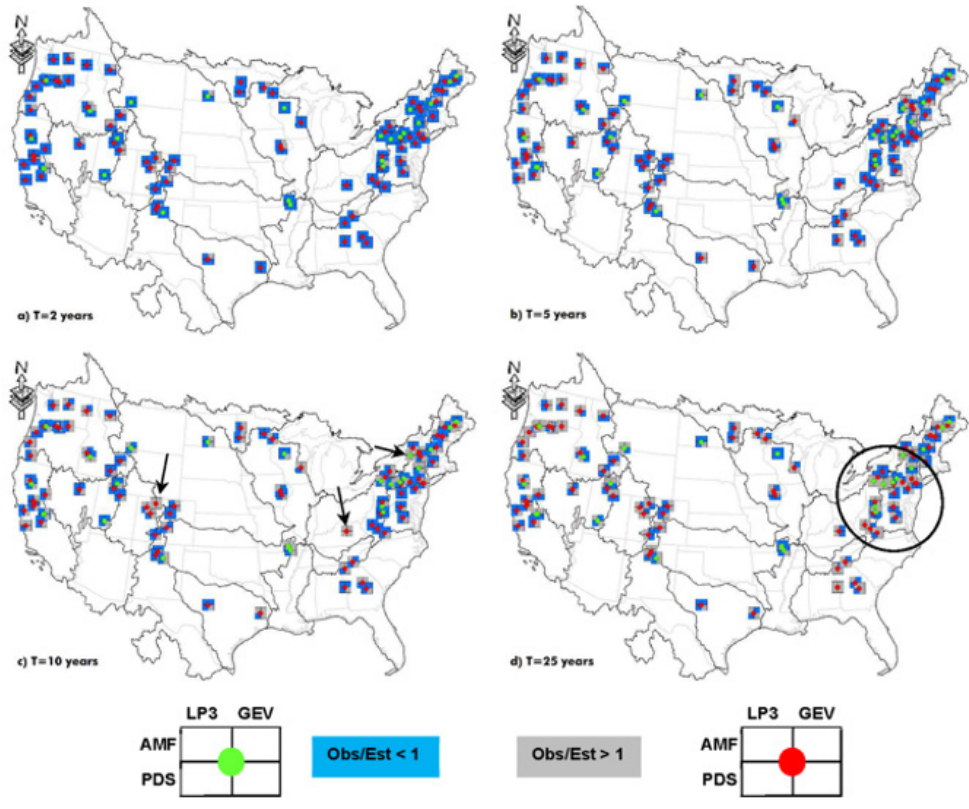 N
N
a) T=2 years
b) T=5 years
N
N
c) T=10 years
d) T=25 years
LP3 GEV
LP3 GEV
AMF
Obs/Est < 1
Obs/Est > 1
AMF
PDS
PDS